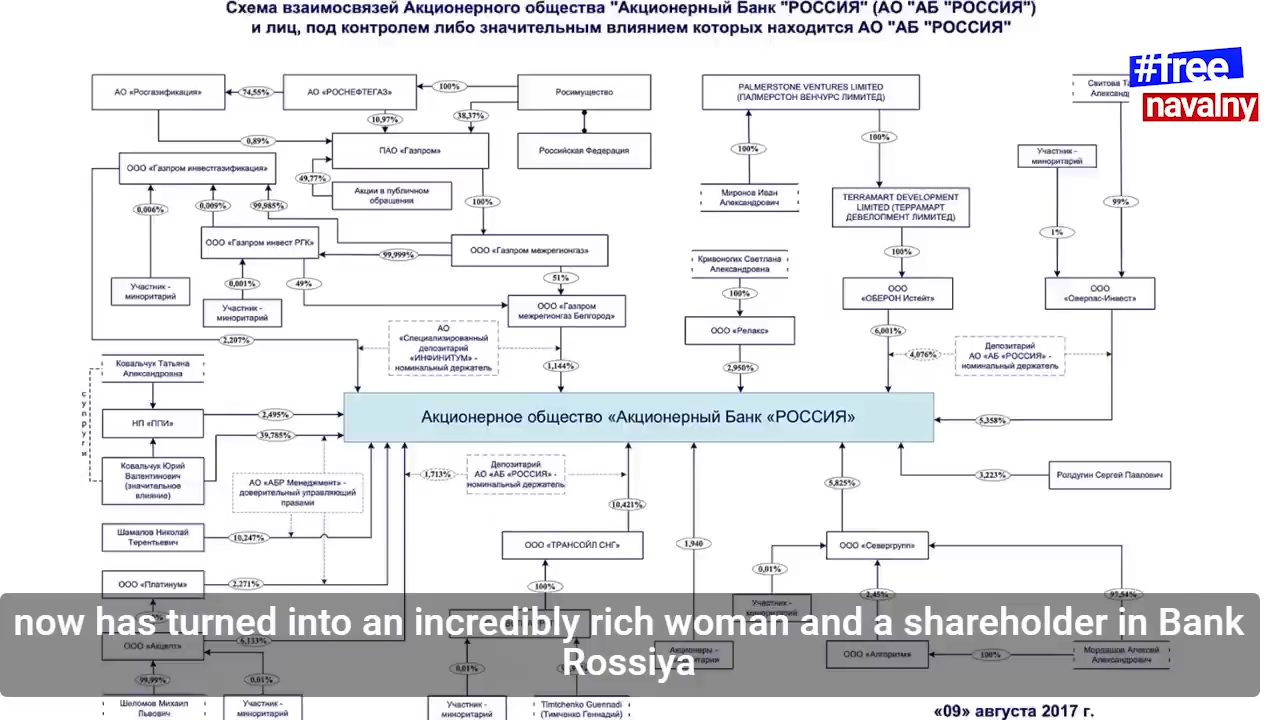 Схема взаимосвязей Акционерного общества "Акционерный Банк "РОССИЯ" (АО "АБ "РОССИЯ")
и лиц, под контролем либо значительным влиянием которых находится АО "АБ "РОССИЯ"
#free
navalny
АО «Росгазификация»
74,55%
АО «РОСНЕФТЕГАЗ»
100%
Росимущество
PALMERSTONE VENTURES LIMITED
(ПАЛМЕРСТОН ВЕНЧУРС ЛИМИТЕД)
Свитова
10,97%
38,37%
0,89%
ПАО «Газпром»
Российская Федерация
100%
100%
Участник -
миноритарий
ООО «Газпром инвестгазификация»
49,77%
Акции в публичном
обращении
100%
Миронов Иван
Александрович
TERRAMART DEVELOPMENT
LIMITED (ТЕРРАМАРТ
ДЕВЕЛОПМЕНТ ЛИМИТЕД)
99%
0,006%
0,009%
99,985%
ООО «Газпром инвест РГК»
99,999%
ООО «Газпром межрегионгаз»
1%
100%
Кривоногих Светлана
Александровна
Участник -
миноритарий
0,001%
49%
51%
100%
ООО
«ОБЕРОН Истейт»
ООО
«Оверпас-Инвест»
Участник -
миноритарий
ООО «Газпром
межрегионгаз Белгород»
ООО «Релакс»
6,001%
2,207%
АО
«Специализированный
депозитарий
«ИНФИНИТУМ» -
номинальный держатель
4,076%
Депозитарий
АО «АБ «РОССИЯ» -
номинальный держатель
1,144%
2,950%
Ковальчук Татьяна
Александровна
супруги
НП «ППИ»
2,495%
39,785%
Акционерное общество «Акционерный Банк «РОССИЯ»
5,358%
Ковальчук Юрий
Валентинович
(значительное
влияние)
АО «АБР Менеджмент» -
доверительный управляющий
правами
1,713%
Депозитарий
АО «АБ «РОССИЯ» -
номинальный держатель
5,825%
3,223%
Ролдугин Сергей Павлович
10,421%
Шамалов Николай
Терентьевич
10,247%
ООО «ТРАНСОЙЛ СНГ»
1,940
ООО «Севергрупп»
0,01%
ООО «Платинум»
2,271%
100%
2,45%
97,54%
Участник -
миноритарий
now has turned into an incredibly rich woman and a shareholder in Bank
Rossiya
ООО «Акцепт»
6,133%
Акционеры -
ООО «Алгоритм»
100%
Мордашов Алексей
Александрович
99,99%
0,01%
0,01%
Шеломов Михаил
Львович
Участник -
миноритарий
Участник -
миноритарий
Timtchenko Guennadi
(Тимченко Геннадий)
«09» августа 2017 г.